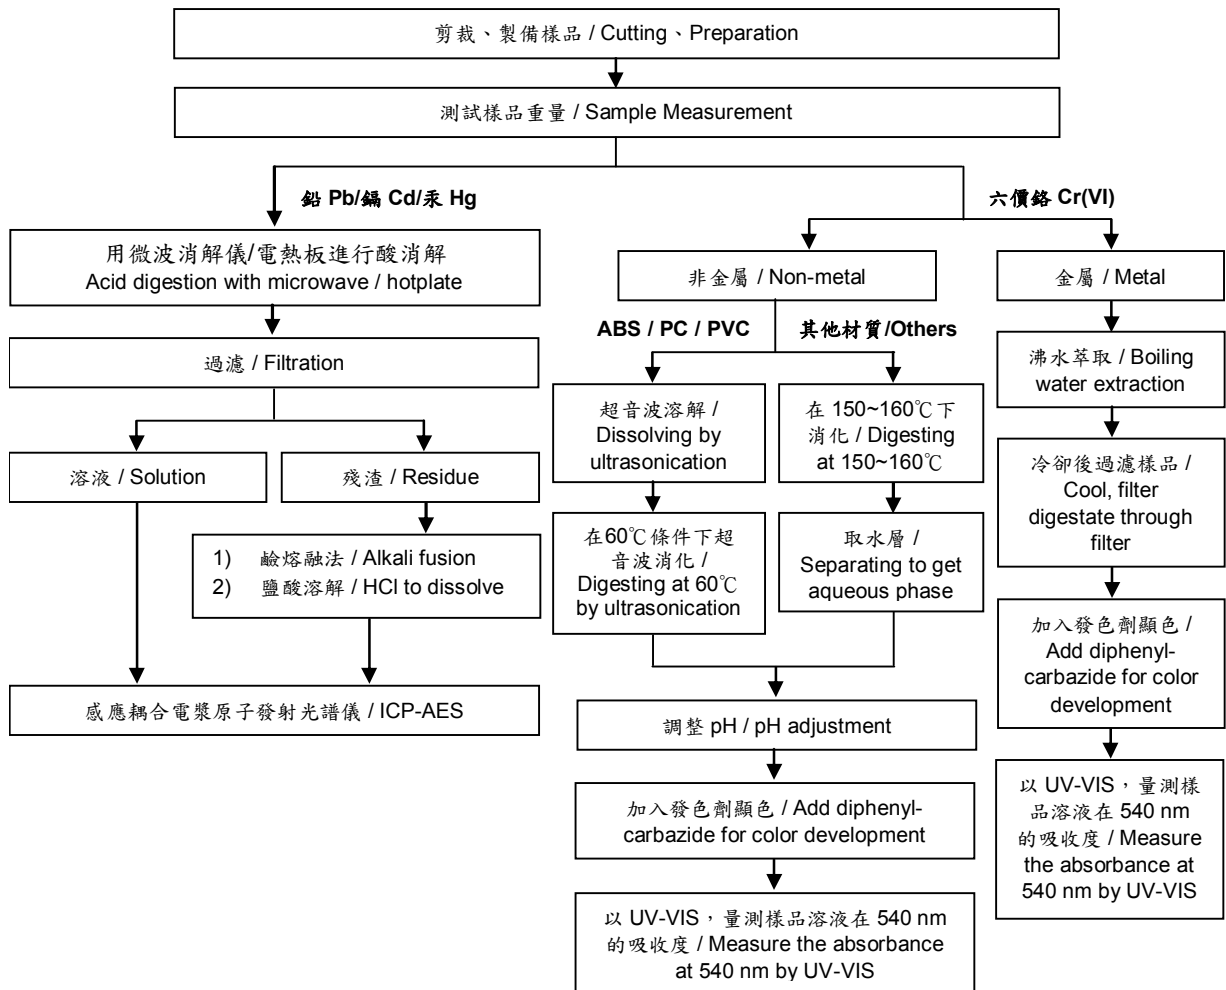 剪裁、製備樣品 / Cutting、Preparation
測試樣品重量 / Sample Measurement
鉛 Pb/鎘 Cd/汞 Hg
六價鉻 Cr(VI)
用微波消解儀/電熱板進行酸消解
Acid digestion with microwave / hotplate
過濾 / Filtration
溶液 / Solution
殘渣 / Residue
1) 鹼熔融法 / Alkali fusion
2) 鹽酸溶解 / HCl to dissolve
感應耦合電漿原子發射光譜儀 / ICP-AES
非金屬 / Non-metal
ABS / PC / PVC
其他材質/Others
超音波溶解 /
Dissolving by
ultrasonication
在 150~160℃下
消化 / Digesting
at 150~160℃
在60℃條件下超
音波消化 /
Digesting at 60℃
by ultrasonication
取水層 /
Separating to get
aqueous phase
調整 pH / pH adjustment
加入發色劑顯色 / Add diphenyl-
carbazide for color development
以 UV-VIS，量測樣品溶液在 540 nm
的吸收度 / Measure the absorbance
at 540 nm by UV-VIS
金屬 / Metal
沸水萃取 / Boiling
water extraction
冷卻後過濾樣品 /
Cool, filter
digestate through
filter
加入發色劑顯色 /
Add diphenyl-
carbazide for color
development
以 UV-VIS，量測樣
品溶液在 540 nm
的吸收度 / Measure
the absorbance at
540 nm by UV-VIS